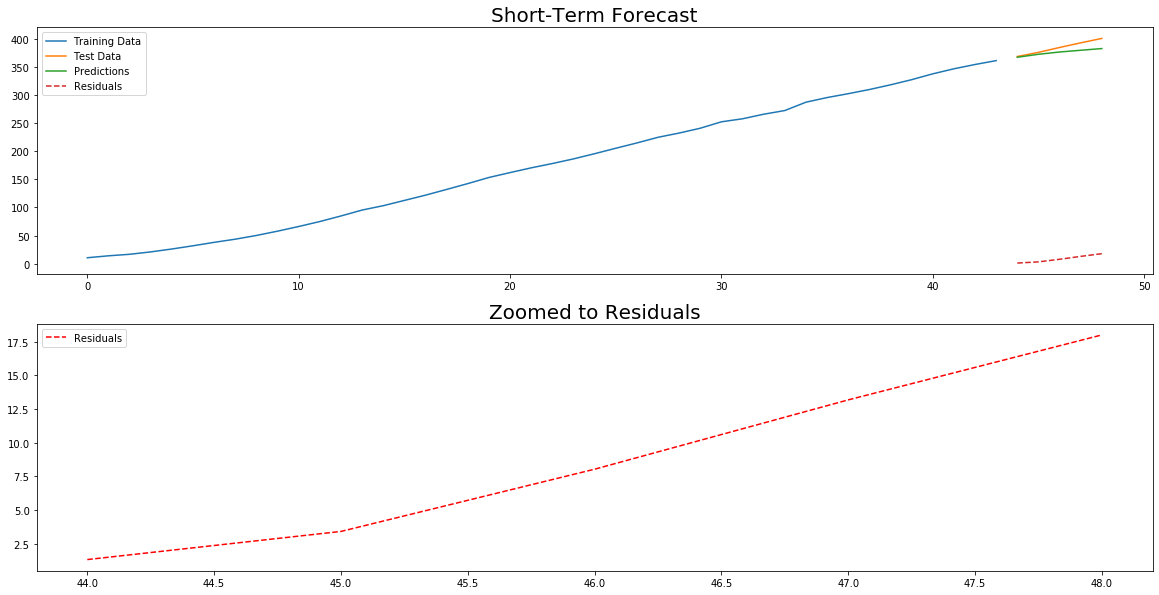 Short-Term Forecast
400
350
300
250
200
150
100
50
0
Training Data
Test Data
Predictions
Residuals
0 10 20 30 40 50
Zoomed to Residuals
17.5
15.0
12.5
10.0
7.5
5.0
2.5
Residuals
44.0 44.5 45.0 45.5 46.0 46.5 47.0 47.5 48.0